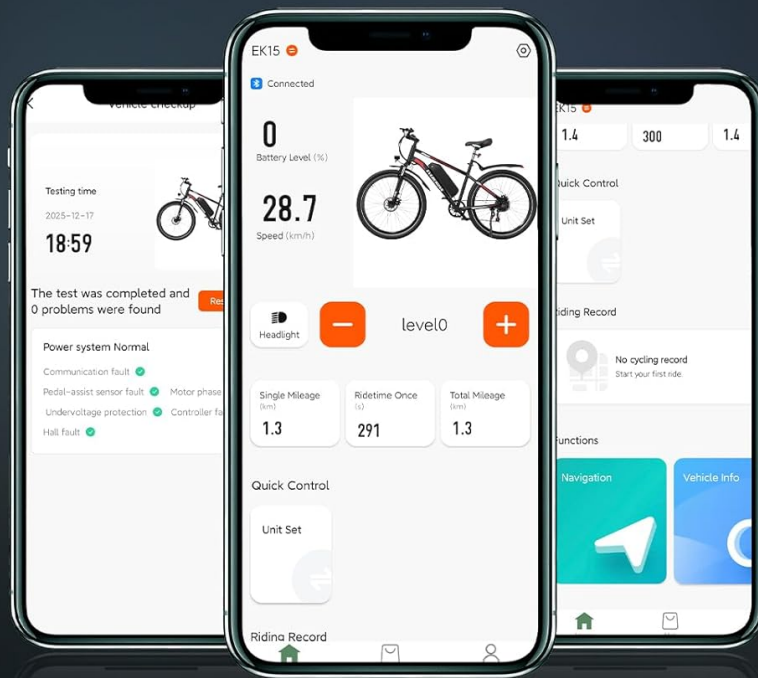 Vehicle checkup
Testing time
2025-12-17
18:59
The test was completed and
0 problems were found
Power system Normal
Communication fault
Pedal-assist sensor fault
Motor phase
Undervoltage protection
Hall fault
EK15
Connected
0
Battery Level (%)
28.7
Speed (km/h)
Headlight
level0
Single Mileage
(km)
1.3
Ridetime Once
(s)
291
Total Mileage
(km)
1.3
Quick Control
Unit Set
Riding Record
EK15
1.4
300
1.4
Quick Control
Unit Set
Riding Record
No cycling record
Start your first ride.
Functions
Navigation
Vehicle Info